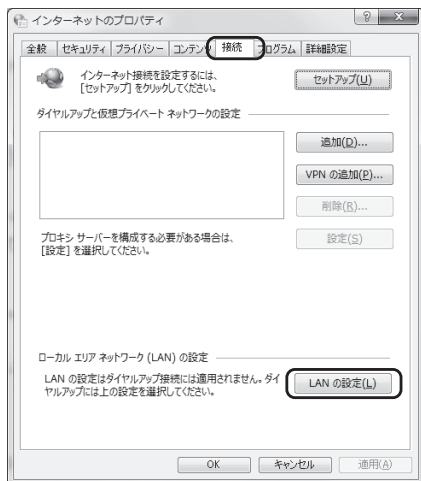 インターネットのプロパティ
全般 セキュリティ プライバシー コンテンツ 接続 プログラム 詳細設定
インターネット接続を設定するには、
[セットアップ] をクリックしてください。
セットアップ(U)
ダイヤルアップと仮想プライベート ネットワークの設定
追加(D)...
VPN の追加(P)...
削除(R)...
プロキシ サーバーを構成する必要がある場合は、
[設定] を選択してください。
設定(S)
ローカル エリア ネットワーク (LAN) の設定
LAN の設定はダイヤルアップ接続には適用されません。ダイ
ヤルアップには上の設定を選択してください。
LAN の設定(L)
OK キャンセル 適用(A)